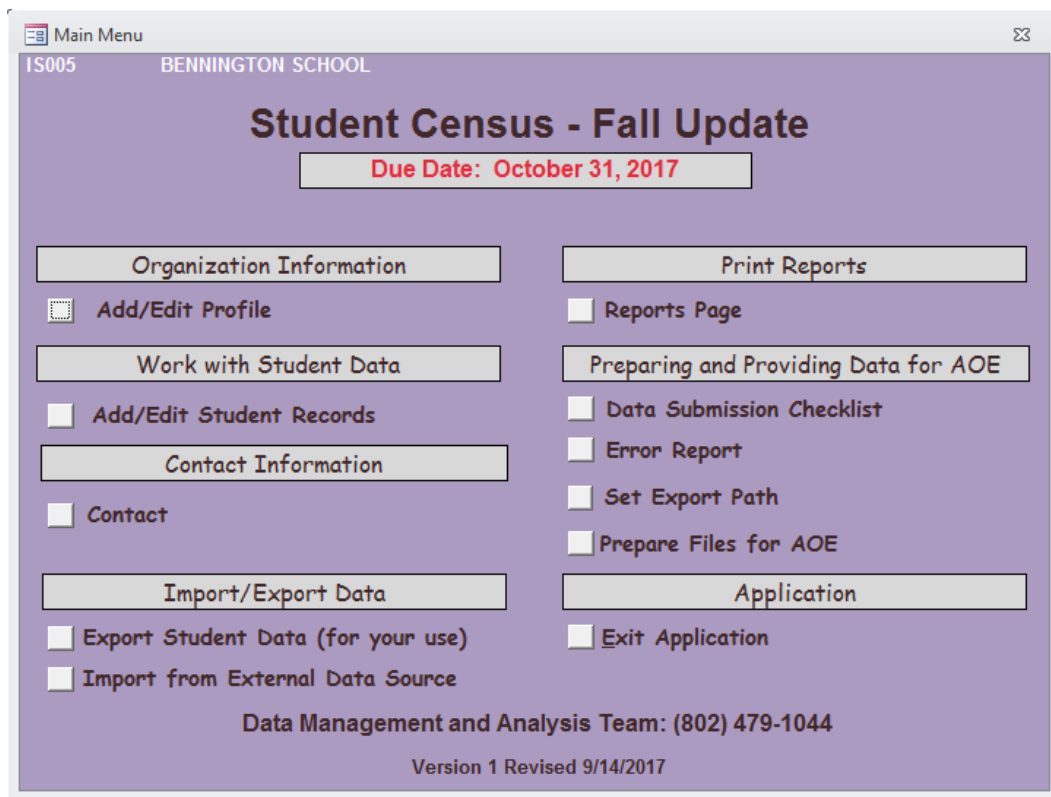 Main Menu
IS005 BENNINGTON SCHOOL
Student Census - Fall Update
Due Date: October 31, 2017
Organization Information
Add/Edit Profile
Work with Student Data
Add/Edit Student Records
Contact Information
Contact
Import/Export Data
Export Student Data (for your use)
Import from External Data Source
Print Reports
Reports Page
Preparing and Providing Data for AOE
Data Submission Checklist
Error Report
Set Export Path
Prepare Files for AOE
Application
Exit Application
Data Management and Analysis Team: (802) 479-1044
Version 1 Revised 9/14/2017